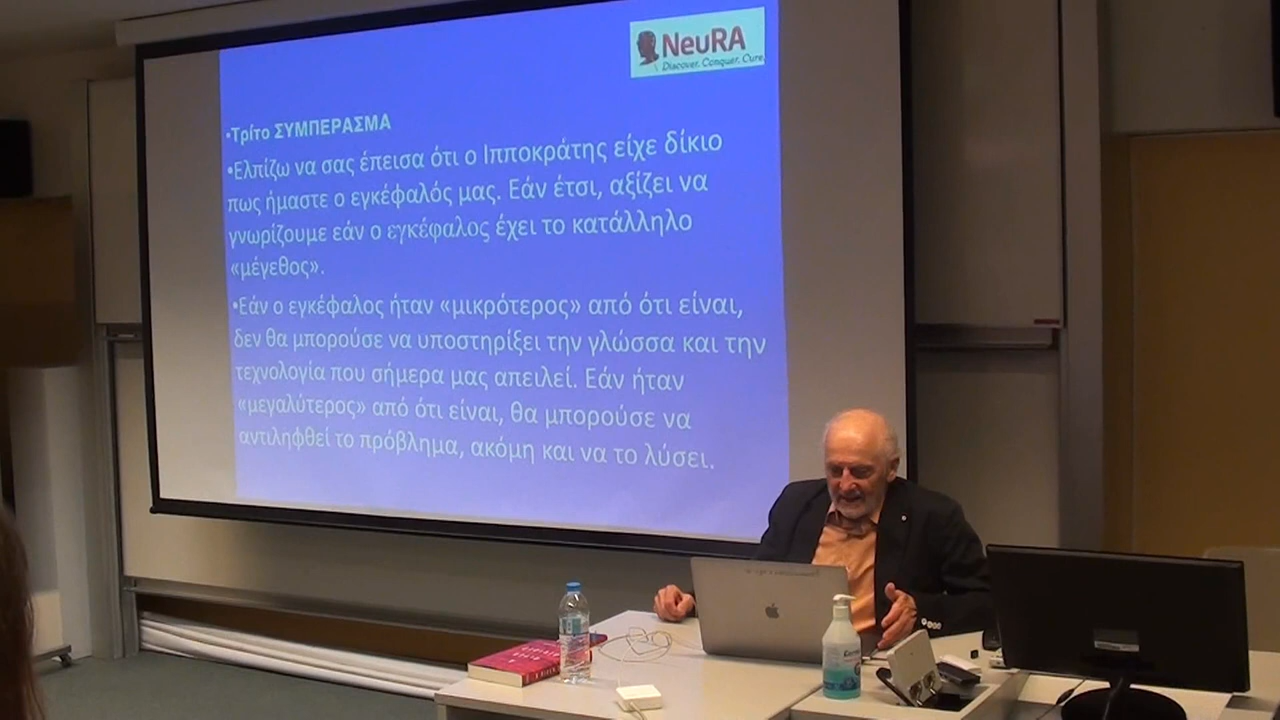 NeuRA
Discover. Conquer. Cure.
•Τρίτο ΣΥΜΠΕΡΑΣΜΑ
•Ελπίζω να σας έπεισα ότι ο Ιπποκράτης είχε δίκιο
πως ήμαστε ο εγκέφαλός μας. Εάν έτσι, αξίζει να
γνωρίζουμε εάν ο εγκέφαλος έχει το κατάλληλο
«μέγεθος».
•Εάν ο εγκέφαλος ήταν «μικρότερος» από ότι είναι,
δεν θα μπορούσε να υποστηρίξει την γλώσσα και την
τεχνολογία που σήμερα μας απειλεί. Εάν ήταν
«μεγαλύτερος» από ότι είναι, θα μπορούσε να
αντιληφθεί το πρόβλημα, ακόμη και να το λύσει.